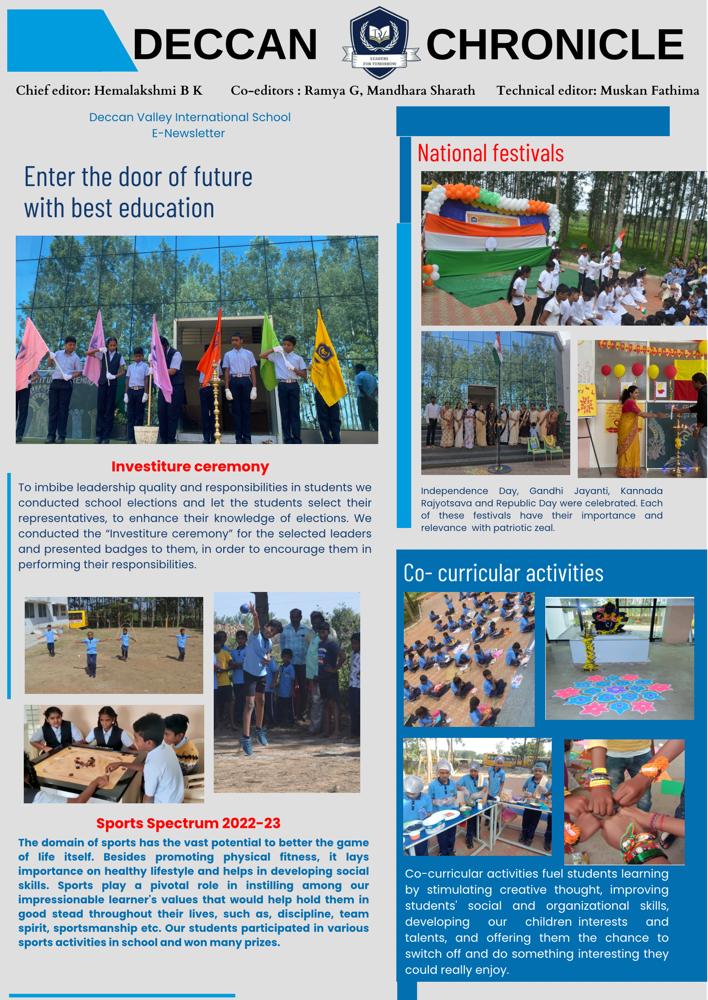 DECCAN CHRONICLE
LEADERS
FOR TOMORROW
Chief editor: Hemalakshmi B K Co-editors : Ramya G, Mandhara Sharath Technical editor: Muskan Fathima
Deccan Valley International School
E-Newsletter
Enter the door of future
with best education
Investiture ceremony
To imbibe leadership quality and responsibilities in students we
conducted school elections and let the students select their
representatives, to enhance their knowledge of elections. We
conducted the “Investiture ceremony” for the selected leaders
and presented badges to them, in order to encourage them in
performing their responsibilities.
Sports Spectrum 2022-23
The domain of sports has the vast potential to better the game
of life itself. Besides promoting physical fitness, it lays
importance on healthy lifestyle and helps in developing social
skills. Sports play a pivotal role in instilling among our
impressionable learner's values that would help hold them in
good stead throughout their lives, such as, discipline, team
spirit, sportsmanship etc. Our students participated in various
sports activities in school and won many prizes.
National festivals
Independence Day, Gandhi Jayanti, Kannada
Rajyotsava and Republic Day were celebrated. Each
of these festivals have their importance and
relevance with patriotic zeal.
Co- curricular activities
Co-curricular activities fuel students learning
by stimulating creative thought, improving
students' social and organizational skills,
developing our children interests and
talents, and offering them the chance to
switch off and do something interesting they
could really enjoy.